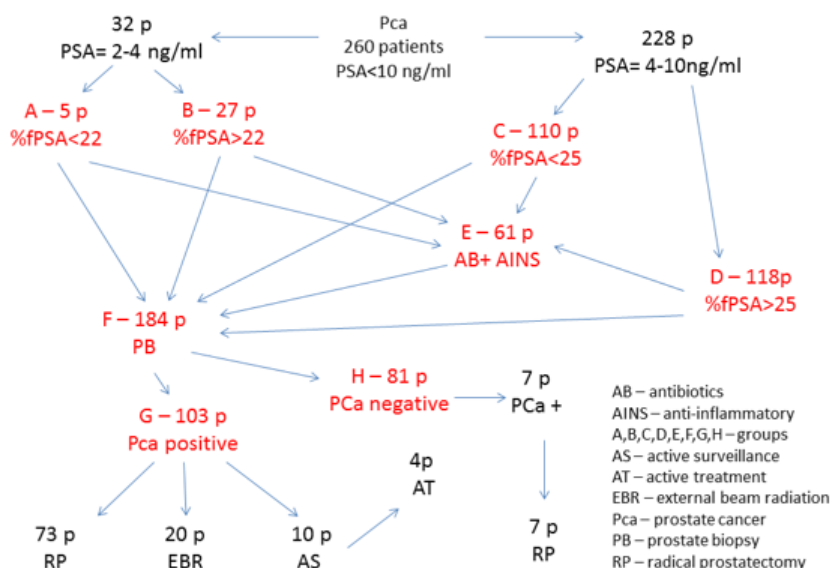 32 p
PSA= 2-4 ng/ml
Pca
260 patients
PSA<10 ng/ml
228 p
PSA= 4-10ng/ml
A – 5 p
%fPSA<22
B – 27 p
%fPSA>22
C – 110 p
%fPSA<25
E – 61 p
AB+ AINS
D – 118p
%fPSA>25
F – 184 p
PB
H – 81 p
PCa negative
7 p
PCa +
G – 103 p
Pca positive
4p
AT
73 p
RP
20 p
EBR
10 p
AS
7 p
RP
AB – antibiotics
AINS – anti-inflammatory
A,B,C,D,E,F,G,H – groups
AS – active surveillance
AT – active treatment
EBR – external beam radiation
Pca – prostate cancer
PB – prostate biopsy
RP – radical prostatectomy